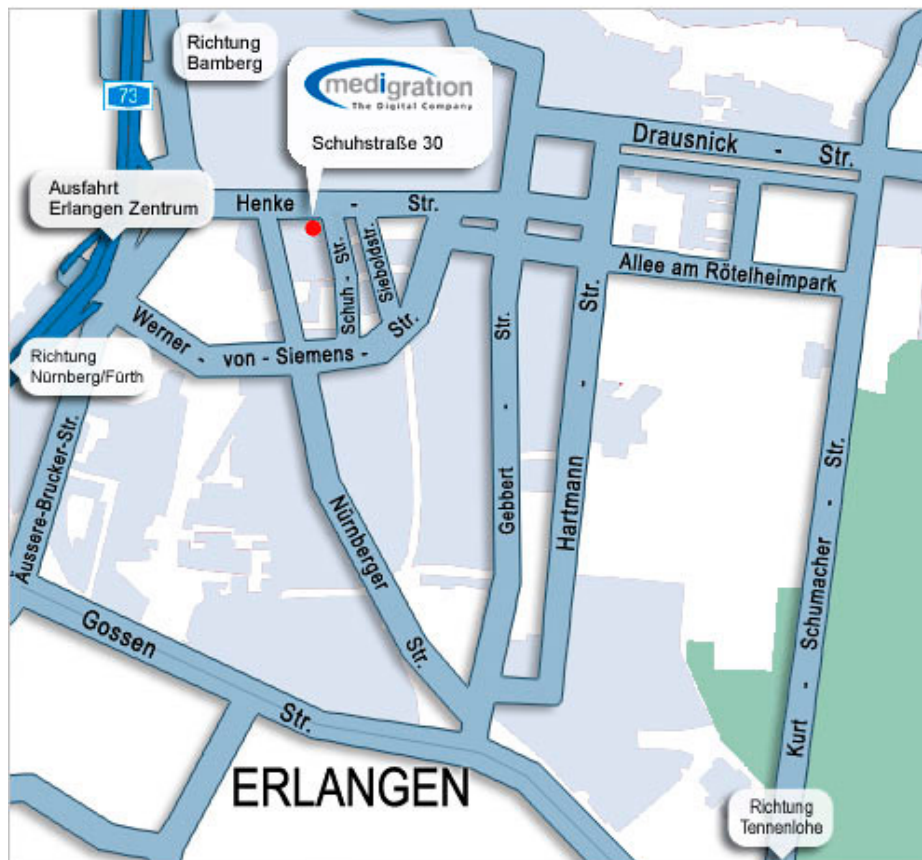 Richtung
Bamberg
73
medigration
The Digital Company
Schuhstraße 30
Drausnick - Str.
Ausfahrt
Erlangen Zentrum
Henke - Str.
Schuh - Str.
Sieboldstr.
Allee am Rötelheimpark
Werner - von - Siemens - Str.
Richtung
Nürnberg/Fürth
Äussere-Brucker-Str.
Nürnberger Str.
Gebbert - Str.
Hartmann - Str.
Kurt - Schumacher - Str.
Gossen Str.
ERLANGEN
Richtung
Tennenlohe